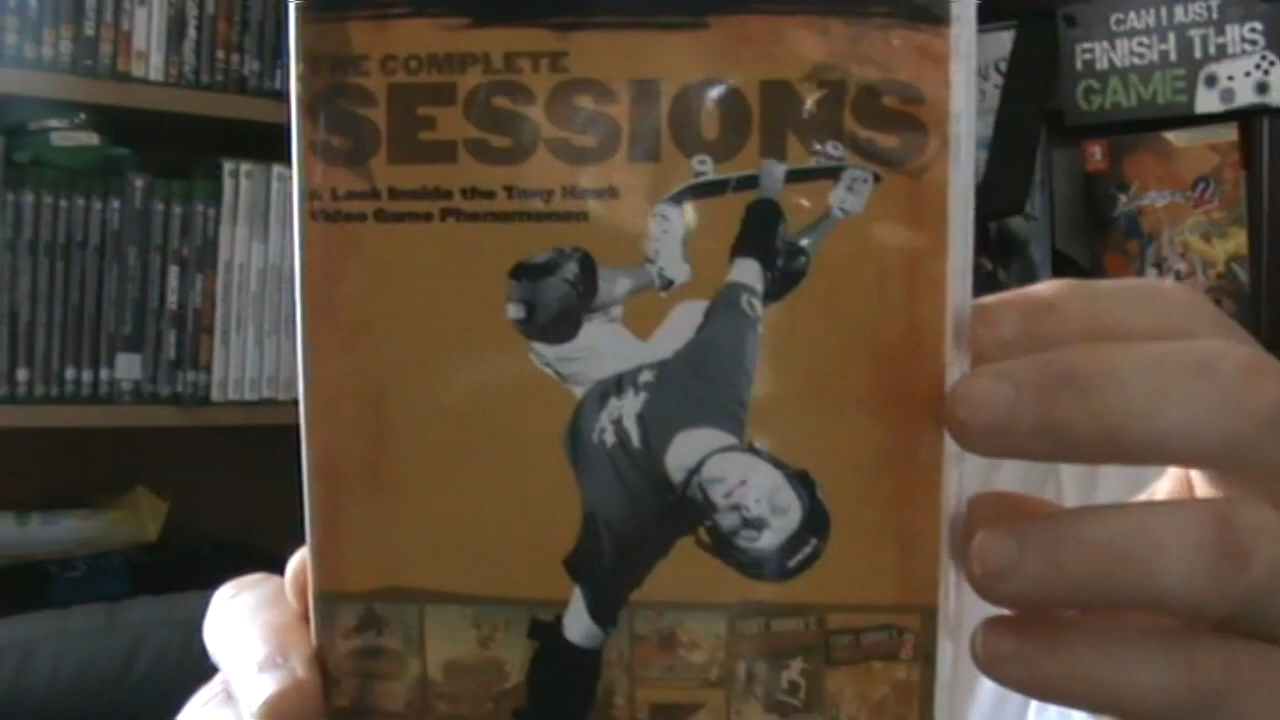 THE COMPLETE
SESSIONS
A Look Inside the Tony Hawk
Video Game Phenomenon
CAN I JUST
FINISH THIS
GAME